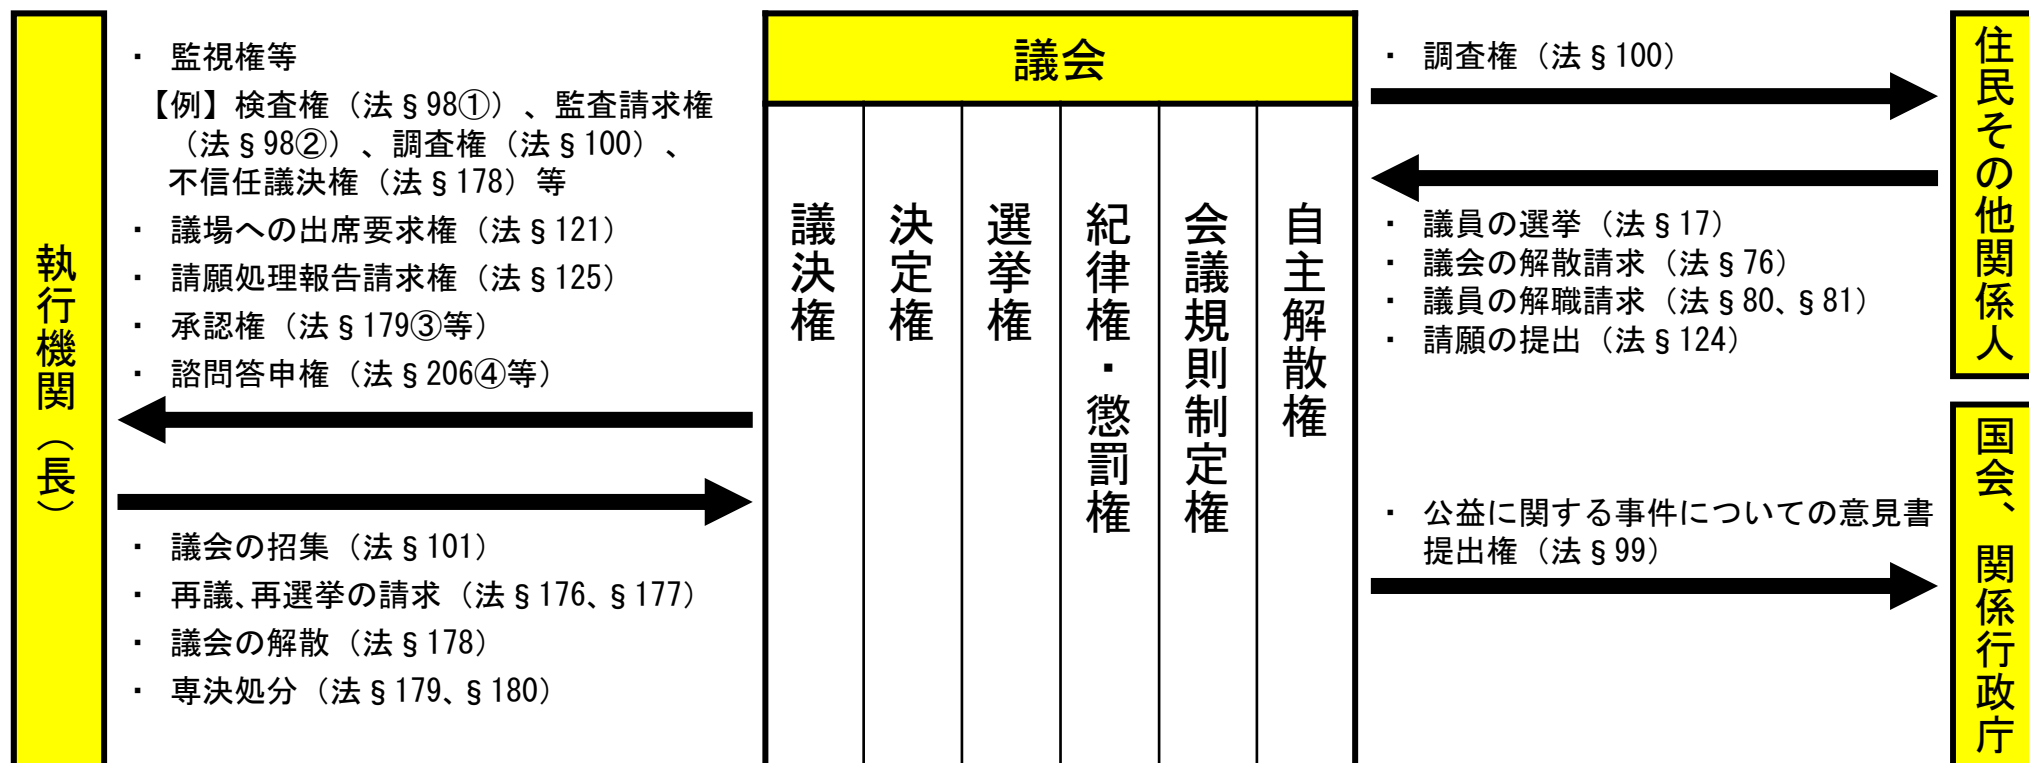 執行機関（長）
・ 監視権等
【例】検査権（法§98①）、監査請求権
（法§98②）、調査権（法§100）、
不信任議決権（法§178）等
・ 議場への出席要求権（法§121）
・ 請願処理報告請求権（法§125）
・ 承認権（法§179③等）
・ 諮問答申権（法§206④等）
・ 議会の招集（法§101）
・ 再議、再選挙の請求（法§176、§177）
・ 議会の解散（法§178）
・ 専決処分（法§179、§180）
議会
議決権
決定権
選挙権
紀律権・懲罰権
会議規則制定権
自主解散権
・ 調査権（法§100）
・ 議員の選挙（法§17）
・ 議会の解散請求（法§76）
・ 議員の解職請求（法§80、§81）
・ 請願の提出（法§124）
・ 公益に関する事件についての意見書
提出権（法§99）
住民その他関係人
国会、関係行政庁